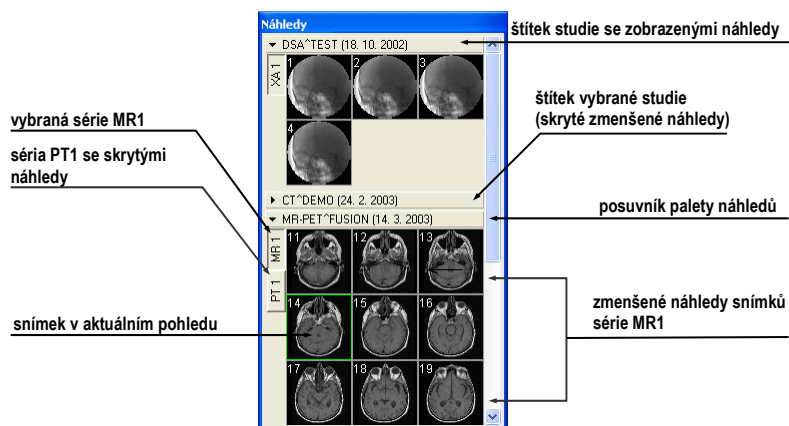 Náhledy
DSA^TEST (18. 10. 2002)
XA 1
1
2
3
4
CT^DEMO (24. 2. 2003)
MR-PET^FUSION (14. 3. 2003)
MR 1
PT 1
11
12
13
14
15
16
17
18
19
vybraná série MR1
séria PT1 se skrytými
náhledy
snímek v aktuálním pohledu
štítek studie se zobrazenými náhledy
štítek vybrané studie
(skryté zmenšené náhledy)
posuvník palety náhledů
zmenšené náhledy snímků
série MR1